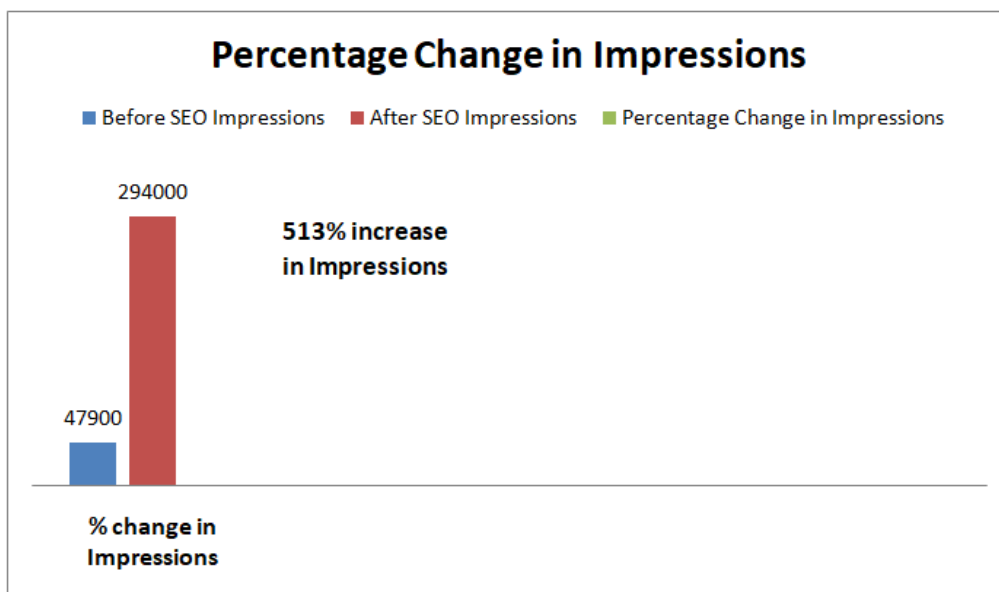 Percentage Change in Impressions
Before SEO Impressions After SEO Impressions Percentage Change in Impressions
294000
513% increase
in Impressions
47900
% change in
Impressions